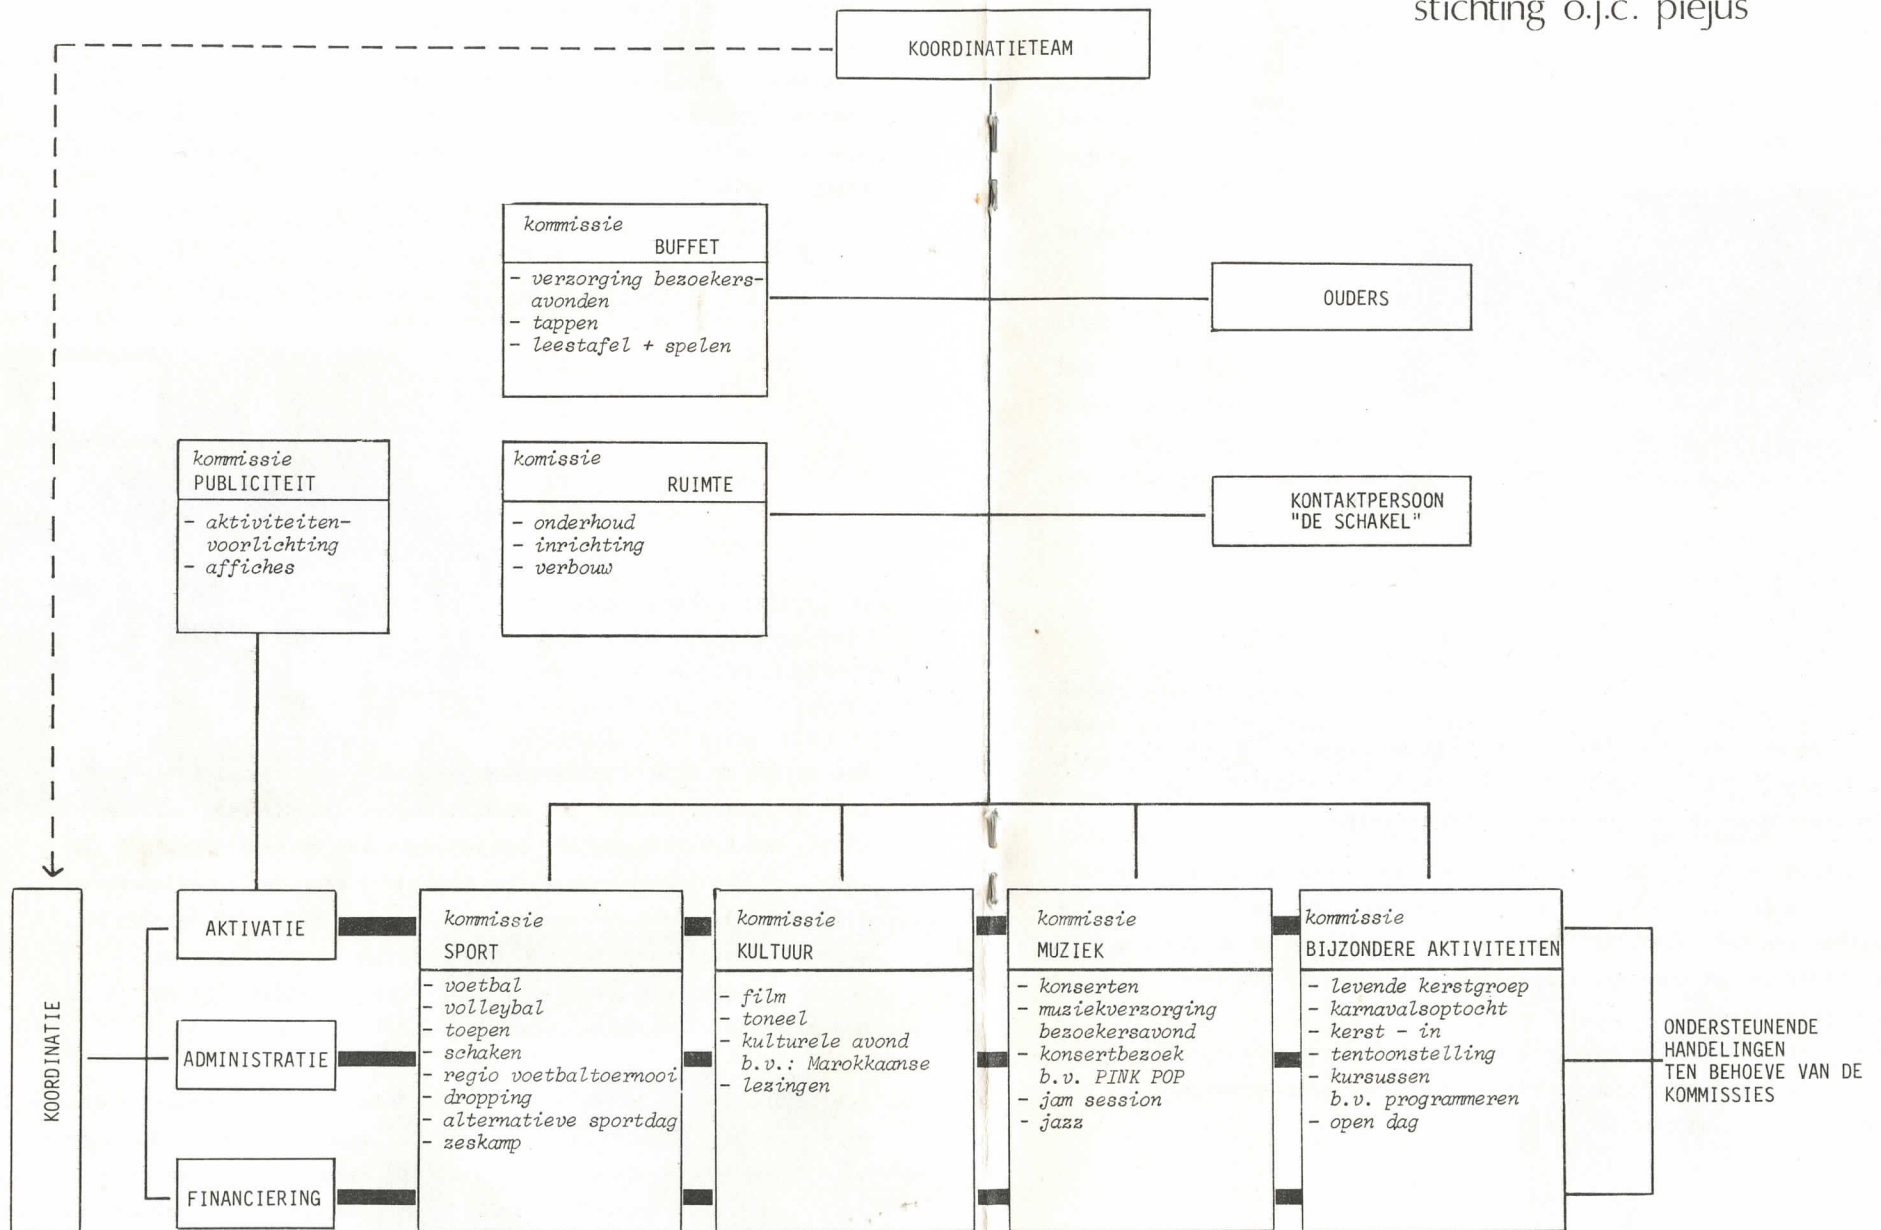 stichting o.j.c. piejus
KOORDINATIETEAM
kommissie
BUFFET
- verzorging bezoekers-
avonden
- tappen
- leestafel + spelen
OUDERS
kommissie
PUBLICITEIT
- aktiviteiten-
voorlichting
- affiches
komissie
RUIMTE
- onderhoud
- inrichting
- verbouw
KONTAKTPERSOON
"DE SCHAKEL"
KOORDINATIE
AKTIVATIE
ADMINISTRATIE
FINANCIERING
kommissie
SPORT
- voetbal
- volleybal
- toepen
- schaken
- regio voetbaltoernooi
- dropping
- alternatieve sportdag
- zeskamp
kommissie
KULTUUR
- film
- toneel
- kulturele avond
b.v.: Marokkaanse
- lezingen
kommissie
MUZIEK
- konserten
- muziekverzorging
bezoekersavond
- konsertbezoek
b.v. PINK POP
- jam session
- jazz
kommissie
BIJZONDERE AKTIVITEITEN
- levende kerstgroep
- karnavalsoptocht
- kerst - in
- tentoonstelling
- kursussen
b.v. programmeren
- open dag
ONDERSTEUNENDE
HANDELINGEN
TEN BEHOEVE VAN DE
KOMMISSIES